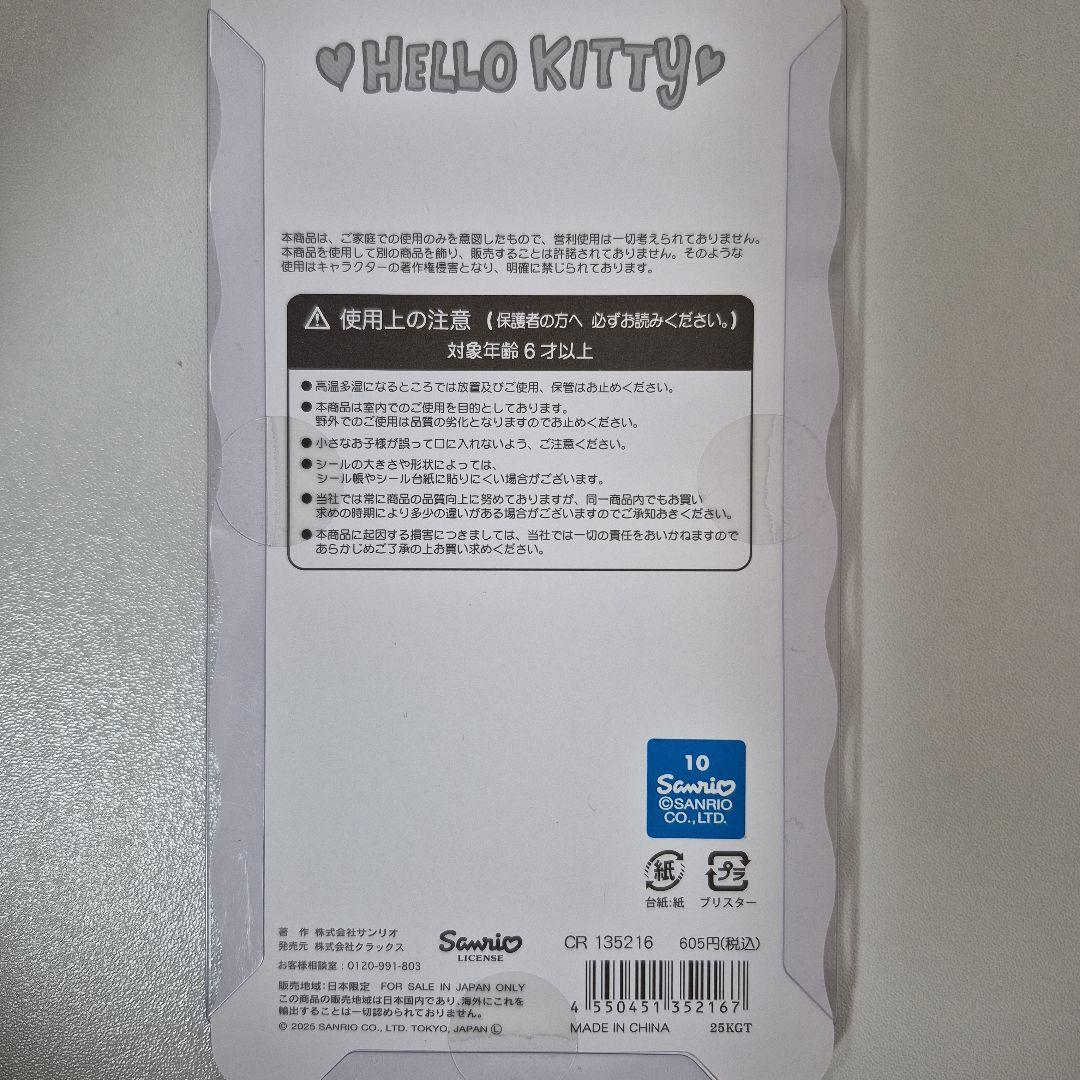 HELLO KITTY
本商品は、ご家庭での使用のみを意図したもので、営利使用は一切考えられておりません。
本商品を使用して別の商品を飾り、販売することは許諾されておりません。そのような
使用はキャラクターの著作権侵害となり、明確に禁じられております。
使用上の注意 (保護者の方へ 必ずお読みください。)
対象年齢6才以上
●高温多湿になるところでは放置及びご使用、保管はお止めください。
●本商品は室内でのご使用を目的としております。
野外でのご使用は品質の劣化となりますのでお止めください。
●小さなお子様が誤って口に入れないよう、ご注意ください。
●シールの大きさや形状によっては、
シール帳やシール台紙に貼りにくい場合がございます。
●当社では常に商品の品質向上に努めておりますが、同一商品内でもお買い
求めの時期により多少の違いがある場合がございますのでご承知おきください。
●本商品に起因する損害につきましては、当社では一切の責任をおいかねますので
あらかじめご了承の上お買い求めください。
10
Sanrio
©SANRIO
CO.,LTD.
紙 プラ
台紙:紙 ブリスター
著 作 株式会社サンリオ
発売元 株式会社クラックス
お客様相談室:0120-991-803
Sanrio
LICENSE
CR 135216 605円(税込)
販売地域:日本限定 FOR SALE IN JAPAN ONLY
この商品の販売地域は日本国内であり、海外にこれを
輸出することは一切認められておりません。
© 2025 SANRIO CO., LTD. TOKYO, JAPAN Ⓛ
4 550451 352167
MADE IN CHINA 25KGT